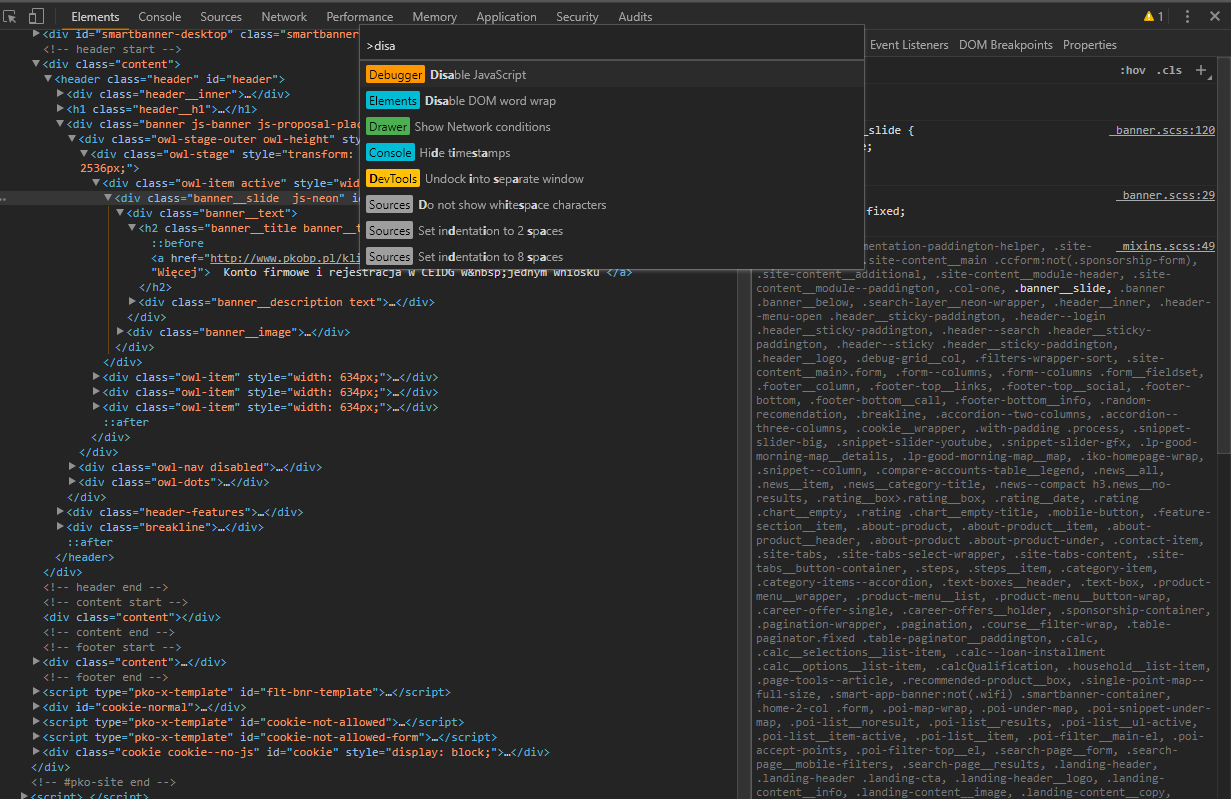 Elements Console Sources Network Performance Memory Application Security Audits 1
<div id="smartbanner-desktop" class="smartbanner
<!-- header start -->
<div class="content">
<header class="header" id="header">
<div class="header__inner">…</div>
<h1 class="header__h1">…</h1>
<div class="banner js-banner js-proposal-plac
<div class="owl-stage-outer owl-height" sty
<div class="owl-stage" style="transform:
2536px;">
<div class="owl-item active" style="wid
<div class="banner__slide  js-neon" id
<div class="banner__text">
<h2 class="banner__title banner__t
::before
<a href="http://www.pkobp.pl/kli
"Więcej">  Konto firmowe i rejestracja w CEIDG w&nbsp;jednym wniosku </a>
</h2>
<div class="banner__description text">…</div>
</div>
<div class="banner__image">…</div>
</div>
</div>
<div class="owl-item" style="width: 634px;">…</div>
<div class="owl-item" style="width: 634px;">…</div>
<div class="owl-item" style="width: 634px;">…</div>
::after
</div>
</div>
<div class="owl-nav disabled">…</div>
<div class="owl-dots">…</div>
</div>
<div class="header-features">…</div>
<div class="breakline">…</div>
::after
</header>
</div>
<!-- header end -->
<!-- content start -->
<div class="content"></div>
<!-- content end -->
<!-- footer start -->
<div class="content">…</div>
<!-- footer end -->
<script type="pko-x-template" id="flt-bnr-template">…</script>
<div id="cookie-normal">…</div>
<script type="pko-x-template" id="cookie-not-allowed">…</script>
<script type="pko-x-template" id="cookie-not-allowed-form">…</script>
<div class="cookie cookie--no-js" id="cookie" style="display: block;">…</div>
</div>
<!-- #pko-site end -->
<script>…</script>
>disa
Debugger Disable JavaScript
Elements Disable DOM word wrap
Drawer Show Network conditions
Console Hide timestamps
DevTools Undock into separate window
Sources Do not show whitespace characters
Sources Set indentation to 2 spaces
Sources Set indentation to 8 spaces
Event Listeners DOM Breakpoints Properties
:hov .cls +
_slide { _banner.scss:120
;
_banner.scss:29
fixed;
mentation-paddington-helper, .site- _mixins.scss:49
.site-content__main .ccform:not(.sponsorship-form),
.site-content__additional, .site-content__module-header, .site-
content__module--paddington, .col-one, .banner__slide, .banner
.banner__below, .search-layer__neon-wrapper, .header__inner, .header-
-menu-open .header__sticky-paddington, .header--login
.header__sticky-paddington, .header--search .header__sticky-
paddington, .header--sticky .header__sticky-paddington,
.header__logo, .debug-grid__col, .filters-wrapper-sort, .site-
content__main>.form, .form--columns, .form--columns .form__fieldset,
.footer__column, .footer-top__links, .footer-top__social, .footer-
bottom, .footer-bottom__call, .footer-bottom__info, .random-
recomendation, .breakline, .accordion--two-columns, .accordion--
three-columns, .cookie__wrapper, .with-padding .process, .snippet-
slider-big, .snippet-slider-youtube, .snippet-slider-gfx, .lp-good-
morning-map__details, .lp-good-morning-map__map, .iko-homepage-wrap,
.snippet--column, .compare-accounts-table__legend, .news__all,
.news__item, .news__category-title, .news--compact h3.news__no-
results, .rating__box>.rating__box, .rating__date, .rating
.chart__empty, .rating .chart__empty-title, .mobile-button, .feature-
section__item, .about-product, .about-product__item, .about-
product__header, .about-product .about-product_under, .contact-item,
.site-tabs, .site-tabs-select-wrapper, .site-tabs-content, .site-
tabs__button-container, .steps, .steps__item, .category-item,
.category-items--accordion, .text-boxes__header, .text-box, .product-
menu__wrapper, .product-menu__list, .product-menu__button-wrap,
.career-offer-single, .career-offers__holder, .sponsorship-container,
.pagination-wrapper, .pagination, .course__filter-wrap, .table-
paginator.fixed .table-paginator__paddington, .calc,
.calc__selections__list-item, .calc--loan-installment
.calc__options__list-item, .calcQualification, .household__list-item,
.page-tools--article, .recommended-product__box, .single-point-map--
full-size, .smart-app-banner:not(.wifi) .smartbanner-container,
.home-2-col .form, .poi-map-wrap, .poi-under-map, .poi-snippet-under-
map, .poi-list__noresult, .poi-list__results, .poi-list__ul-active,
.poi-list__item-active, .poi-list__item, .poi-filter__main-el, .poi-
accept-points, .poi-filter-top__el, .search-page__form, .search-
page__mobile-filters, .search-page__results, .landing-header,
.landing-header .landing-cta, .landing-header__logo, .landing-
content__info, .landing-content__image, .landing-content__copy,